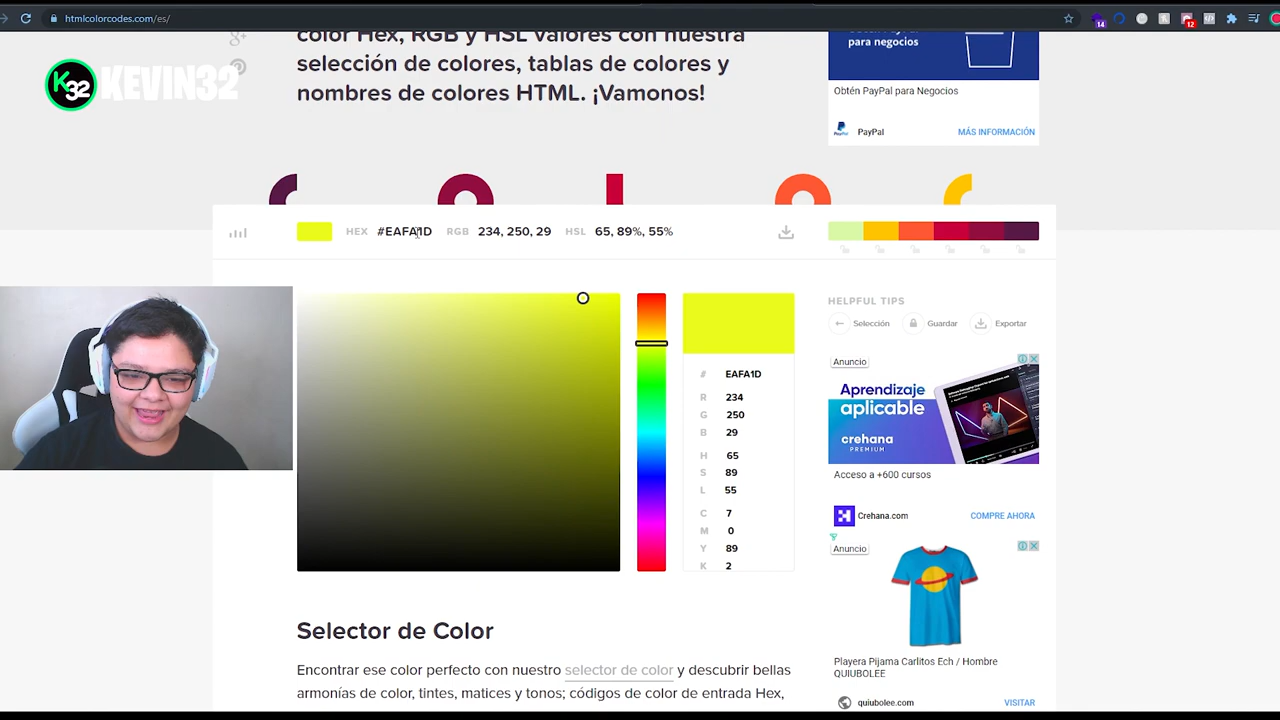 htmlcolorcodes.com/es/
14
12
color Hex, RGB y HSL valores con nuestra
selección de colores, tablas de colores y
nombres de colores HTML. ¡Vamonos!
K32 KEVIN32
para negocios
Obtén PayPal para Negocios
PayPal MÁS INFORMACIÓN
HEX #EAFA1D RGB 234, 250, 29 HSL 65, 89%, 55%
HELPFUL TIPS
Selección Guardar Exportar
# EAFA1D
R 234
G 250
B 29
H 65
S 89
L 55
C 7
M 0
Y 89
K 2
Anuncio
Aprendizaje
aplicable
crehana
PREMIUM
Acceso a +600 cursos
Crehana.com COMPRE AHORA
Anuncio
Playera Pijama Carlitos Ech / Hombre
QUIUBOLEE
quiubolee.com VISITAR
Selector de Color
Encontrar ese color perfecto con nuestro selector de color y descubrir bellas
armonías de color, tintes, matices y tonos; códigos de color de entrada Hex,